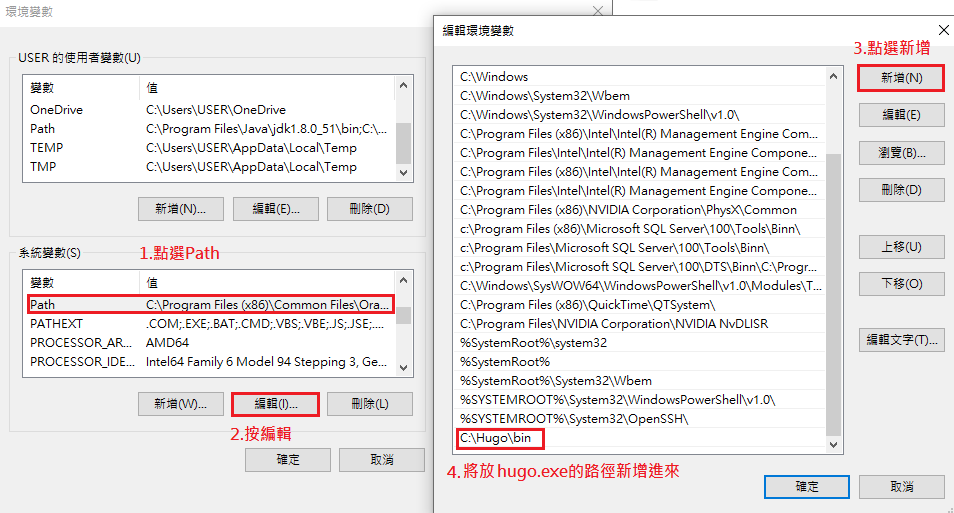 環境變數
USER 的使用者變數(U)
變數 值
OneDrive C:\Users\USER\OneDrive
Path C:\Program Files\Java\jdk1.8.0_51\bin;C:\...
TEMP C:\Users\USER\AppData\Local\Temp
TMP C:\Users\USER\AppData\Local\Temp
新增(N)... 編輯(E)... 刪除(D)
1.點選Path
系統變數(S)
變數 值
Path C:\Program Files (x86)\Common Files\Ora...
PATHEXT .COM;.EXE;.BAT;.CMD;.VBS;.VBE;.JS;.JSE;....
PROCESSOR_AR... AMD64
PROCESSOR_IDE... Intel64 Family 6 Model 94 Stepping 3, Ge...
新增(W)... 編輯(I)... 刪除(L)
2.按編輯
確定 取消
編輯環境變數
3.點選新增
C:\Windows
C:\Windows\System32\Wbem
C:\Windows\System32\WindowsPowerShell\v1.0\
C:\Program Files (x86)\Intel\Intel(R) Management Engine Com...
C:\Program Files\Intel\Intel(R) Management Engine Compone...
C:\Program Files (x86)\Intel\Intel(R) Management Engine Com...
C:\Program Files\Intel\Intel(R) Management Engine Compone...
C:\Program Files (x86)\NVIDIA Corporation\PhysX\Common
c:\Program Files (x86)\Microsoft SQL Server\100\Tools\Binn\
c:\Program Files\Microsoft SQL Server\100\Tools\Binn\
c:\Program Files\Microsoft SQL Server\100\DTS\Binn\C:\Progr...
C:\Windows\SysWOW64\WindowsPowerShell\v1.0\Modules\T...
C:\Program Files (x86)\QuickTime\QTSystem\
C:\Program Files\NVIDIA Corporation\NVIDIA NvDLISR
%SystemRoot%\system32
%SystemRoot%
%SystemRoot%\System32\Wbem
%SYSTEMROOT%\System32\WindowsPowerShell\v1.0\
%SYSTEMROOT%\System32\OpenSSH\
C:\Hugo\bin
新增(N)
編輯(E)
瀏覽(B)...
刪除(D)
上移(U)
下移(O)
編輯文字(T)...
4.將放 hugo.exe的路徑新增進來
確定 取消